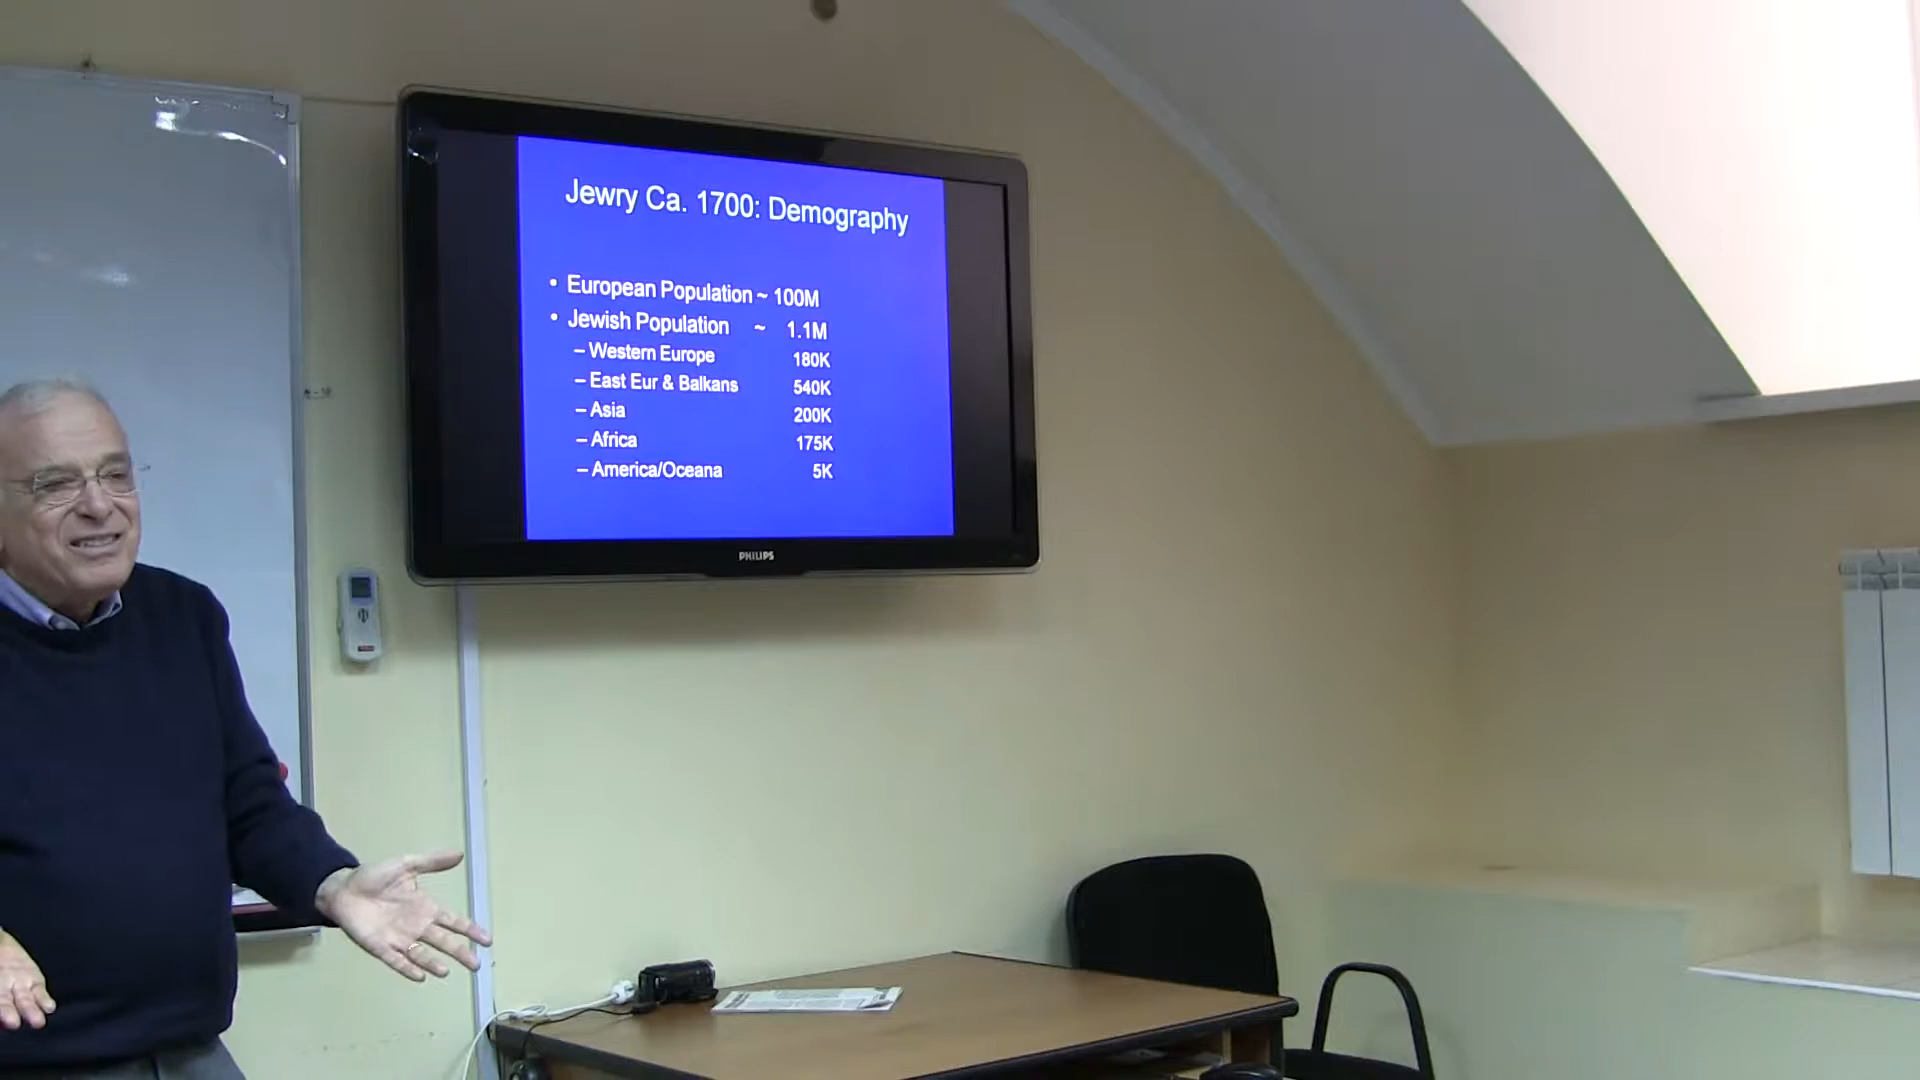 Jewry Ca. 1700: Demography
• European Population ~ 100M
• Jewish Population ~ 1.1M
– Western Europe 180K
– East Eur & Balkans 540K
– Asia 200K
– Africa 175K
– America/Oceana 5K
PHILIPS